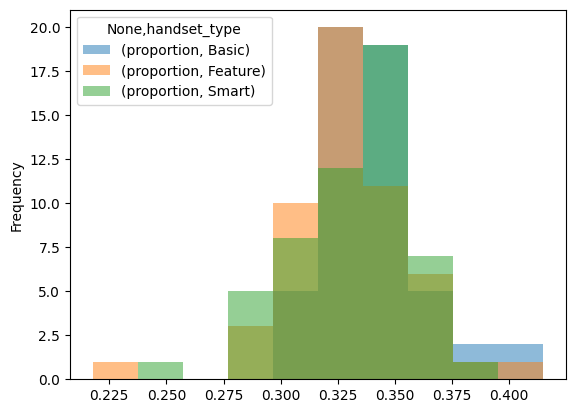 None,handset_type
(proportion, Basic)
(proportion, Feature)
(proportion, Smart)
Frequency
20.0
17.5
15.0
12.5
10.0
7.5
5.0
2.5
0.0
0.225 0.250 0.275 0.300 0.325 0.350 0.375 0.400